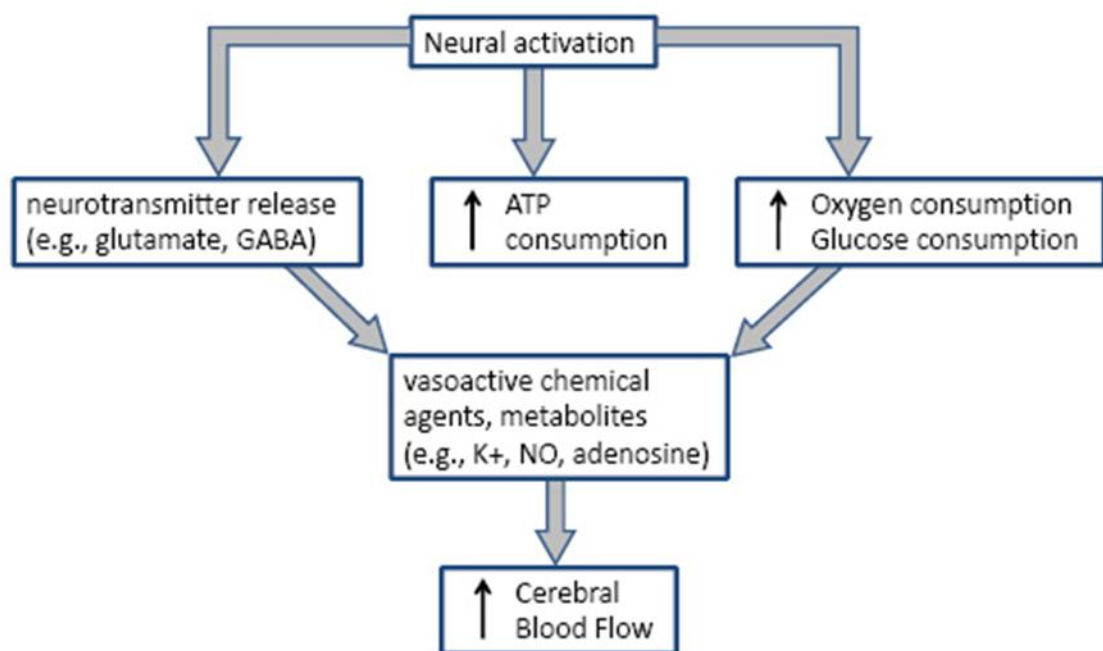 Neural activation
neurotransmitter release
(e.g., glutamate, GABA)
↑ ATP
consumption
↑ Oxygen consumption
Glucose consumption
vasoactive chemical
agents, metabolites
(e.g., K+, NO, adenosine)
↑ Cerebral
Blood Flow